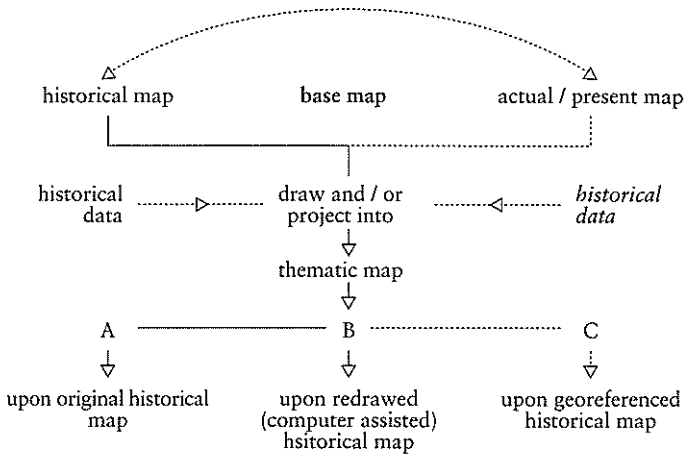 historical map
base map
actual / present map
historical
data
draw and / or
project into
historical
data
thematic map
A
B
C
upon original historical
map
upon redrawed
(computer assisted)
hsitorical map
upon georeferenced
historical map